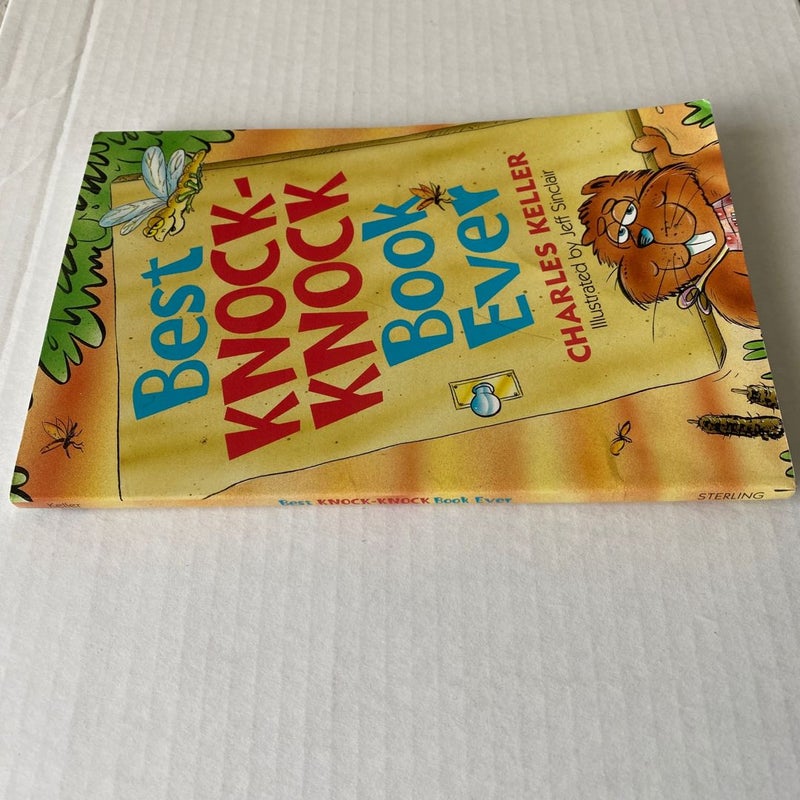 Best
KNOCK-
KNOCK
Book
Ever
CHARLES KELLER
Illustrated by Jeff Sinclair
Keller
Best KNOCK-KNOCK Book Ever
STERLING